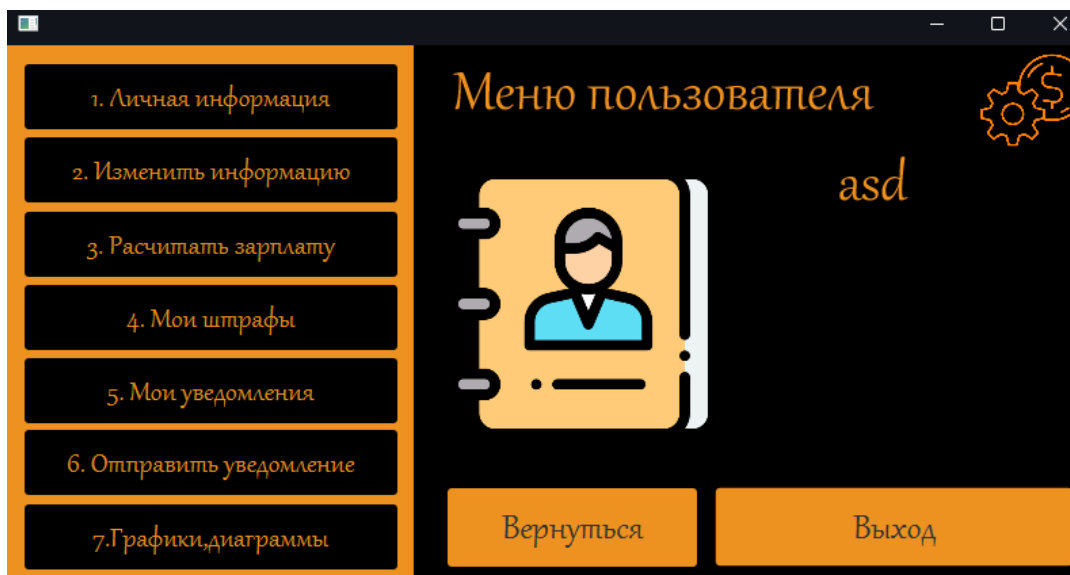 1. Личная информация
2. Изменить информацию
3. Расчитать зарплату
4. Мои штрафы
5. Мои уведомления
6. Отправить уведомление
7.Графики,диаграммы
Меню пользователя
$
asd
Вернуться
Выход